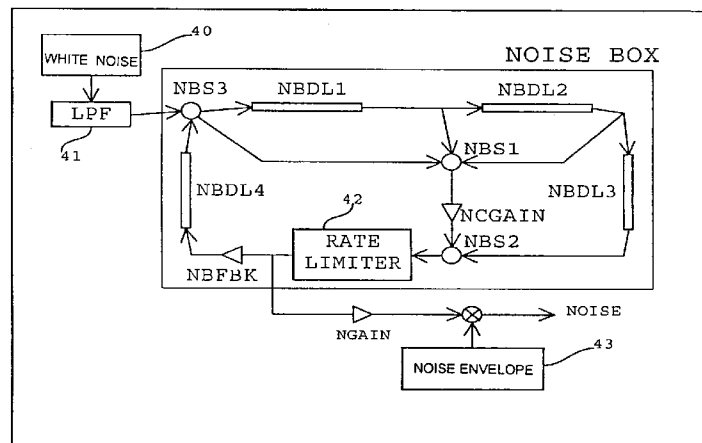 40
WHITE NOISE
NOISE BOX
NBS3
NBDL1
NBDL2
LPF
41
NBS1
NBDL4
NBDL3
42
NCGAIN
RATE
LIMITER
NBS2
NBFBK
NOISE
NGAIN
43
NOISE ENVELOPE